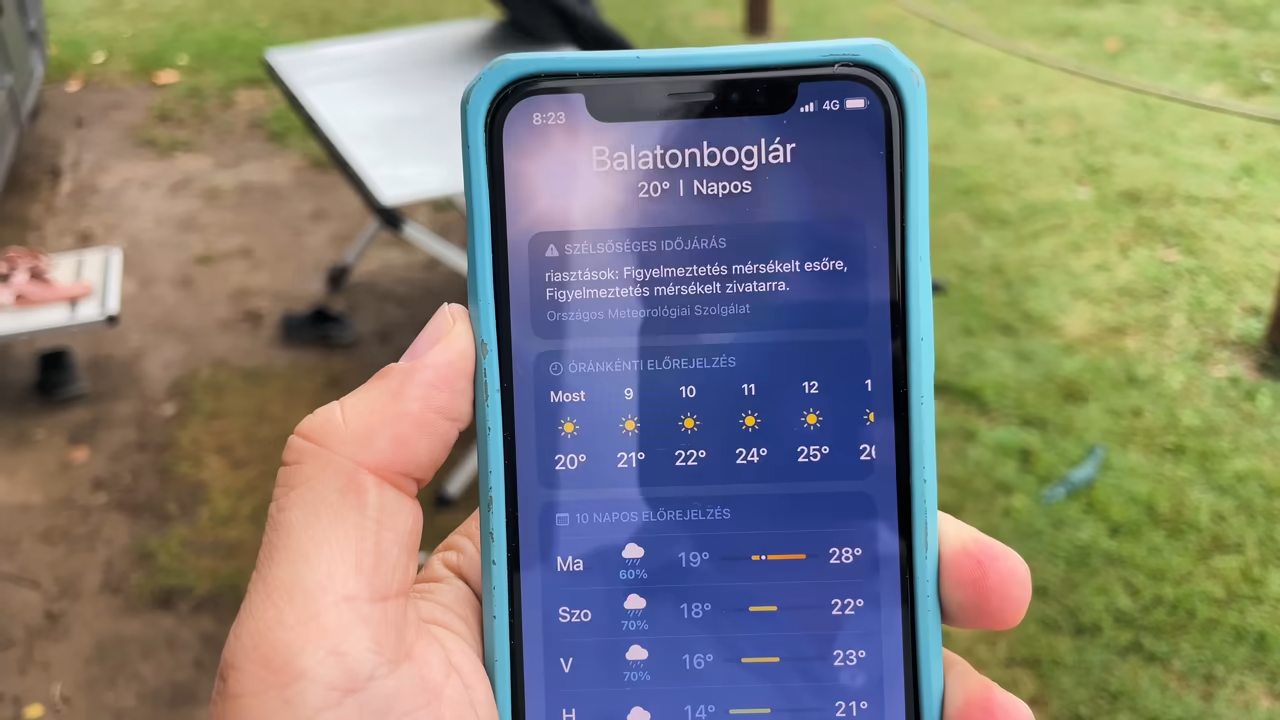 8:23 4G
Balatonboglár
20° | Napos
SZÉLSŐSÉGES IDŐJÁRÁS
riasztások: Figyelmeztetés mérsékelt esőre,
Figyelmeztetés mérsékelt zivatarra.
Országos Meteorológiai Szolgálat
ÓRÁNKÉNTI ELŐREJELZÉS
Most 9 10 11 12
20° 21° 22° 24° 25°
10 NAPOS ELŐREJELZÉS
Ma 19° 28°
60%
Szo 18° 22°
70%
V 16° 23°
70%
H 14° 21°